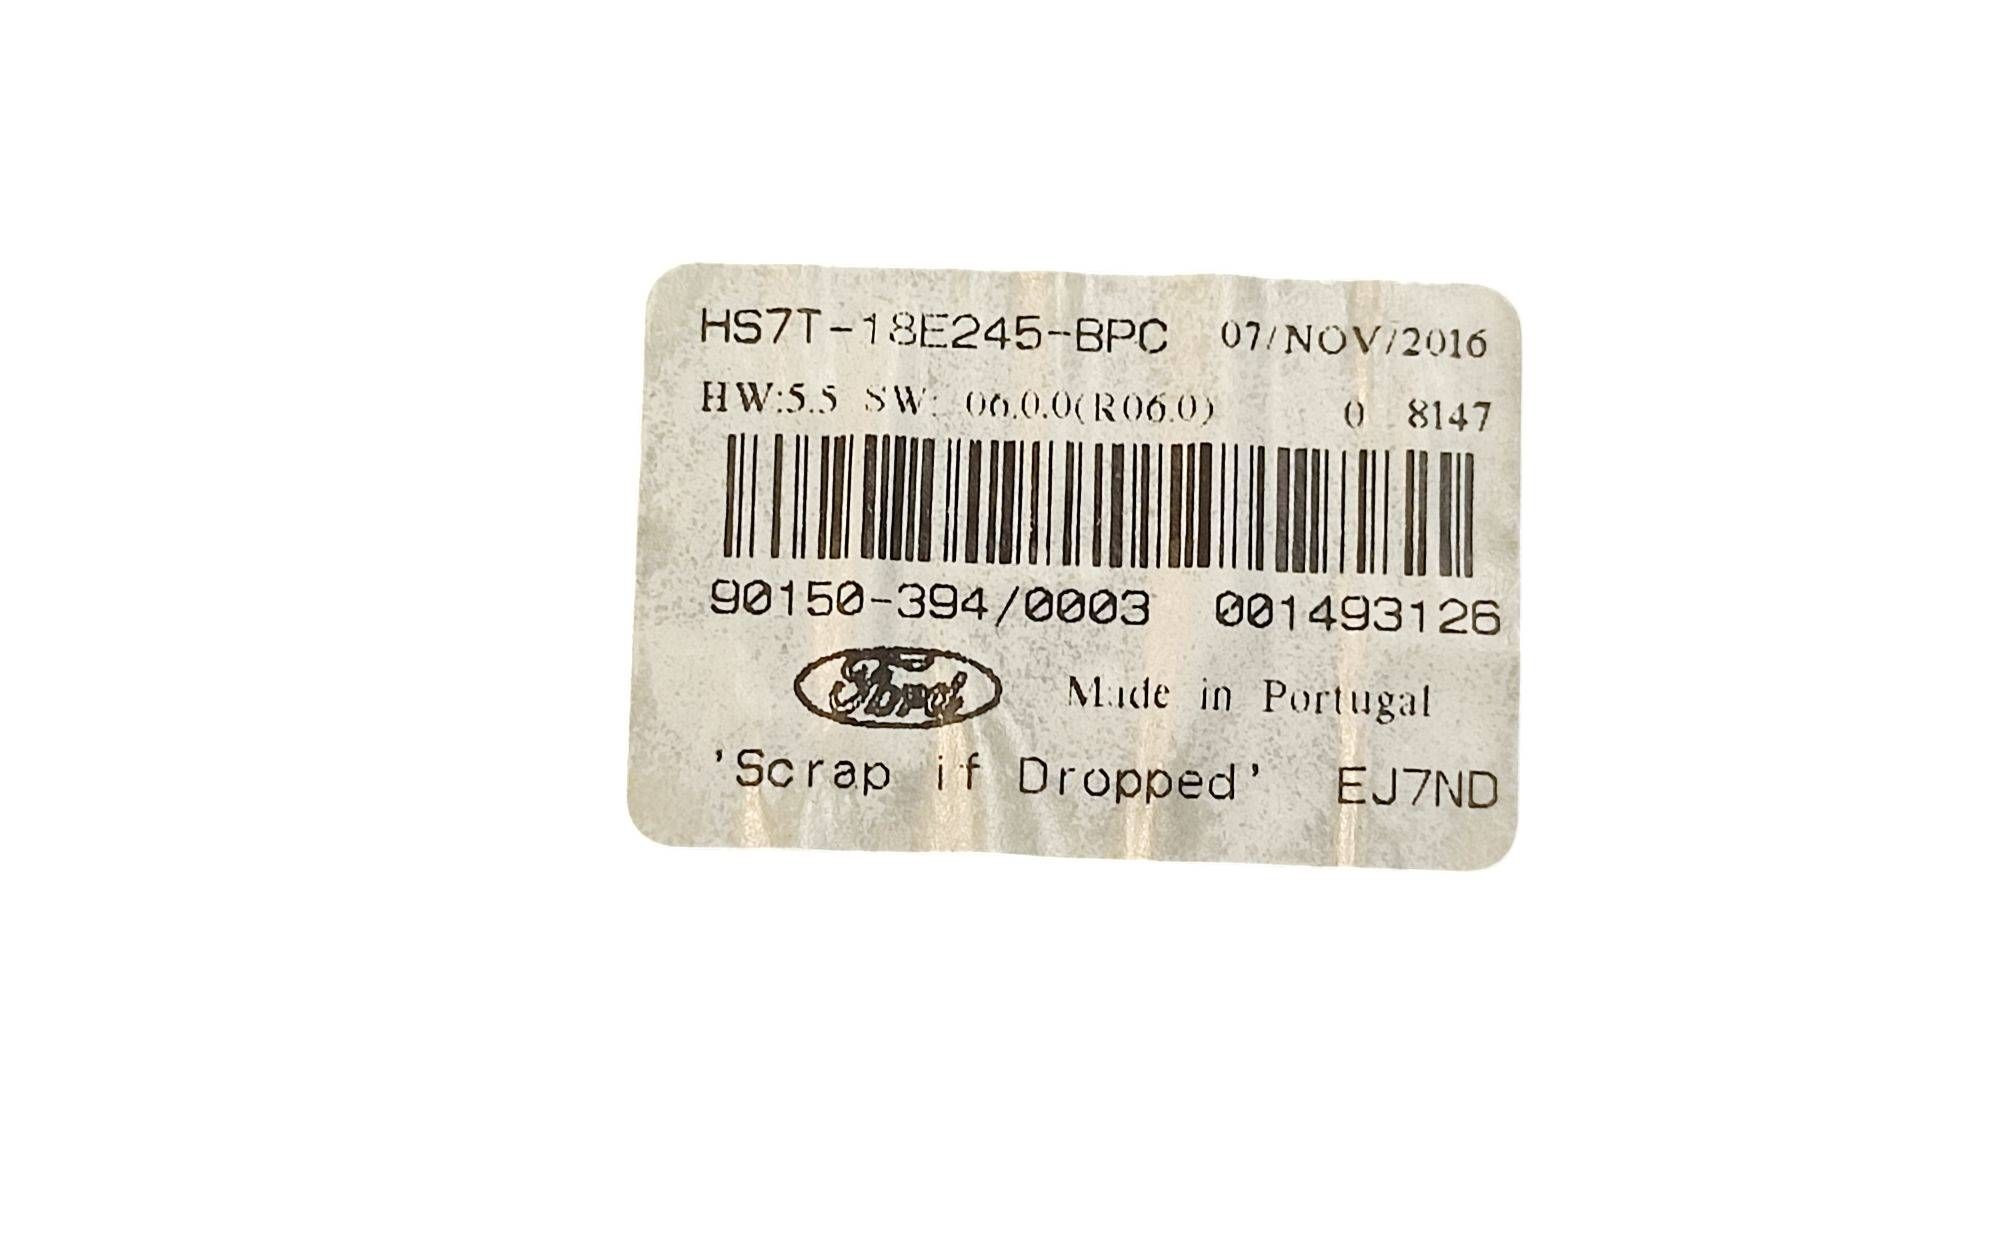 HS7T-18E245-BPC 07/NOV/2016
HW:5.5 SW: 06.0.0(R06.0) 0 8147
90150-394/0003 001493126
Ford Made in Portugal
'Scrap if Dropped' EJ7ND